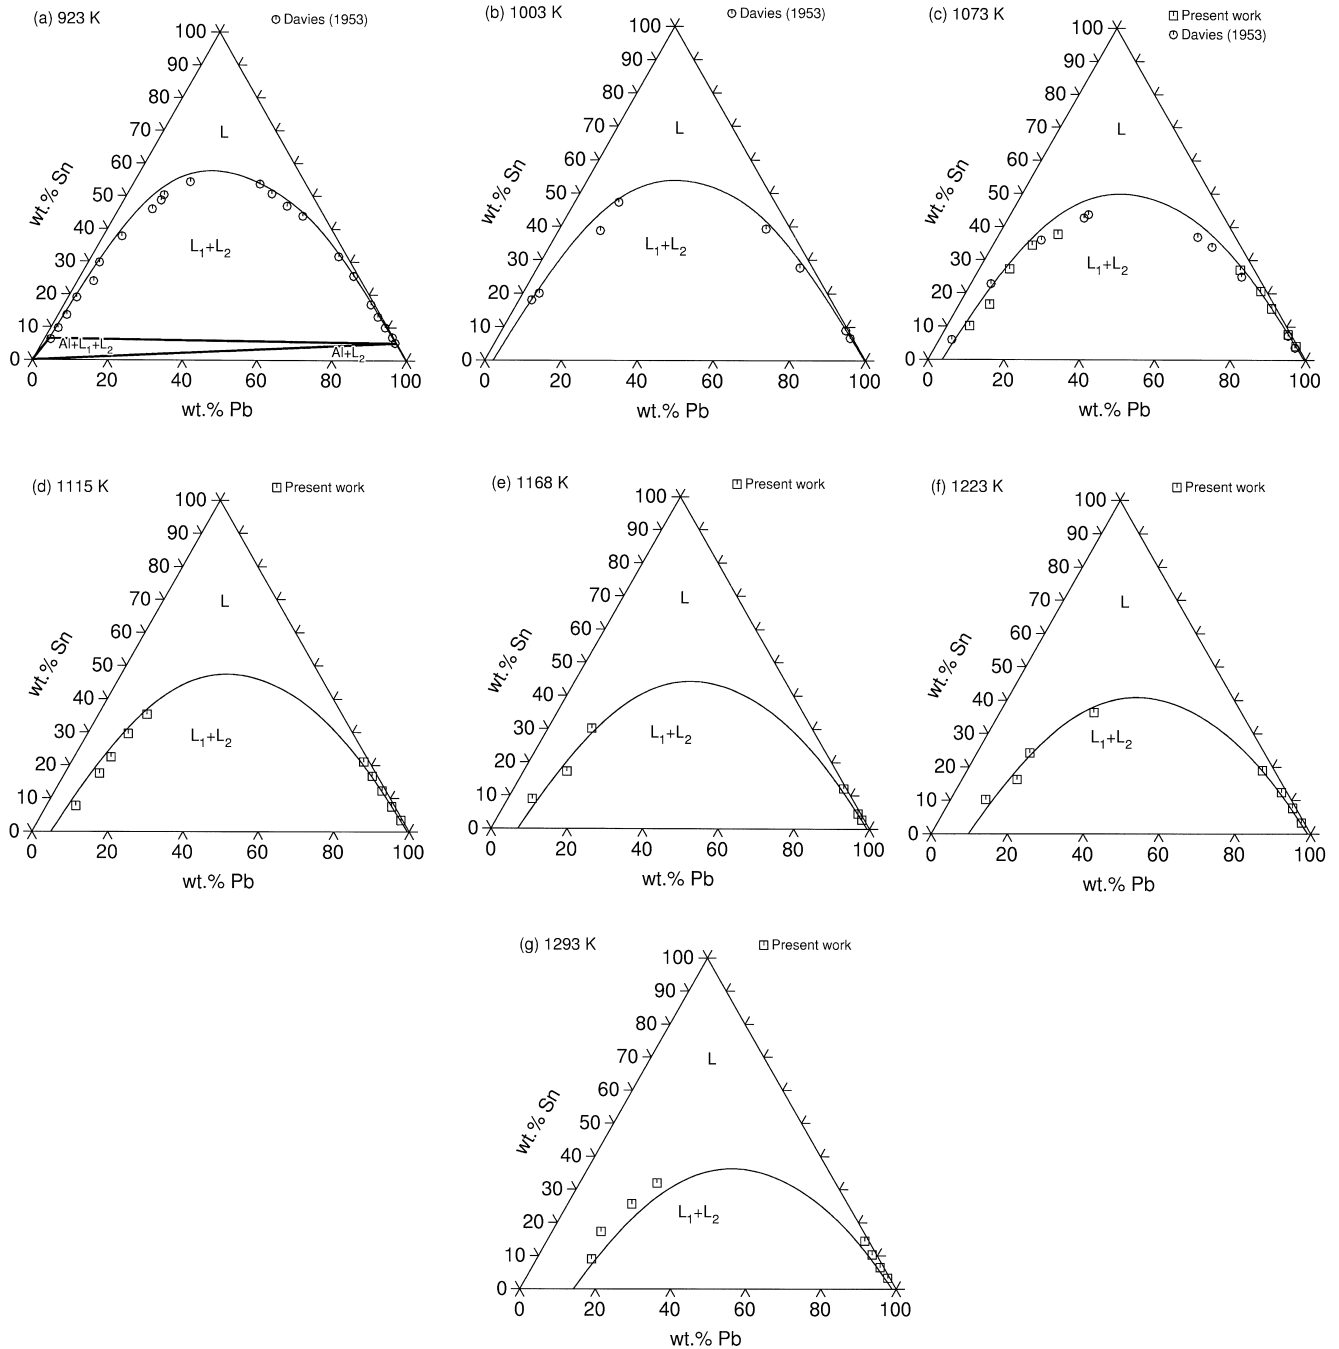 (a) 923 K
Davies (1953)
100
90
80
70
60
50
40
30
20
10
0
wt.% Sn
L
L1+L2
Al+L1+L2
Al+L2
0 20 40 60 80 100
wt.% Pb
(b) 1003 K
Davies (1953)
100
90
80
70
60
50
40
30
20
10
0
wt.% Sn
L
L1+L2
0 20 40 60 80 100
wt.% Pb
(c) 1073 K
Present work
Davies (1953)
100
90
80
70
60
50
40
30
20
10
0
wt.% Sn
L
L1+L2
0 20 40 60 80 100
wt.% Pb
(d) 1115 K
Present work
100
90
80
70
60
50
40
30
20
10
0
wt.% Sn
L
L1+L2
0 20 40 60 80 100
wt.% Pb
(e) 1168 K
Present work
100
90
80
70
60
50
40
30
20
10
0
wt.% Sn
L
L1+L2
0 20 40 60 80 100
wt.% Pb
(f) 1223 K
Present work
100
90
80
70
60
50
40
30
20
10
0
wt.% Sn
L
L1+L2
0 20 40 60 80 100
wt.% Pb
(g) 1293 K
Present work
100
90
80
70
60
50
40
30
20
10
0
wt.% Sn
L
L1+L2
0 20 40 60 80 100
wt.% Pb